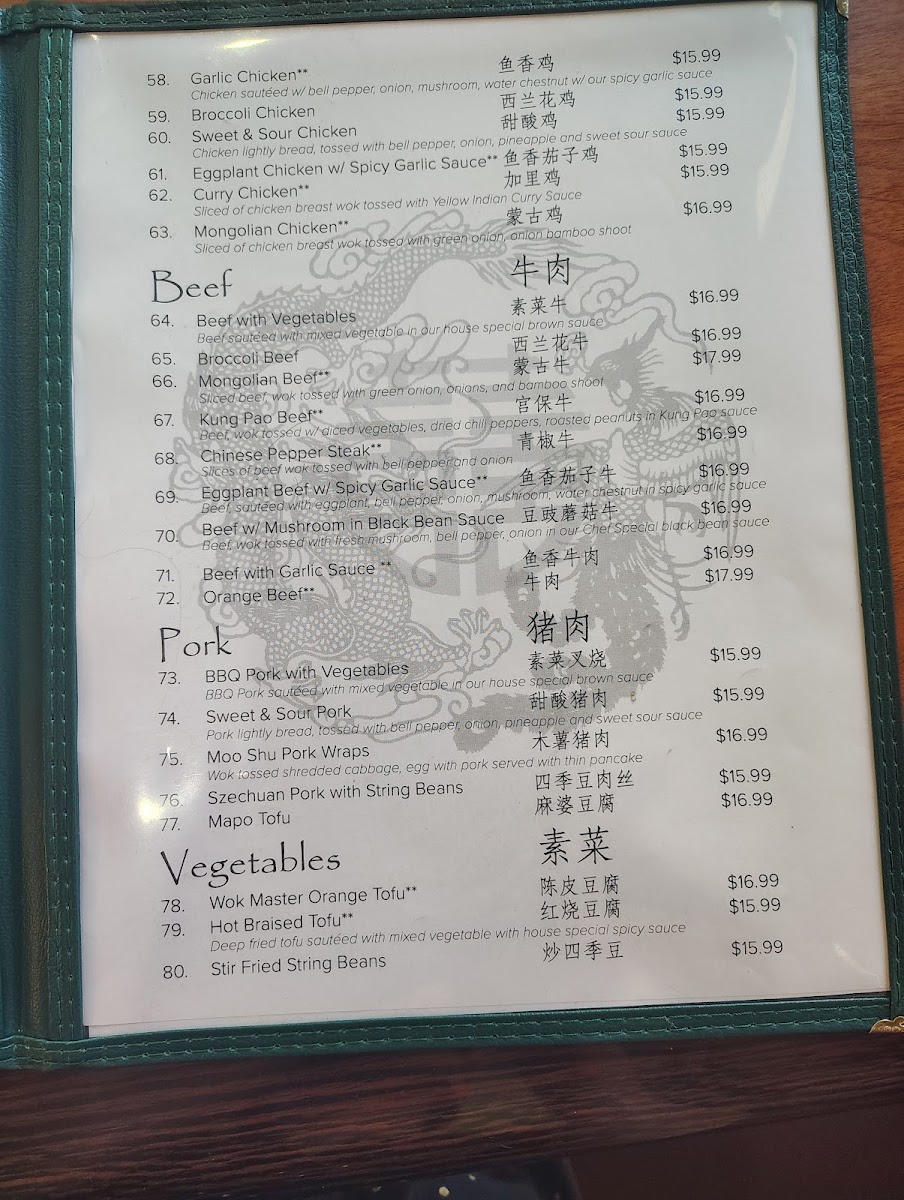 58. Garlic Chicken** 鱼香鸡 $15.99
Chicken sautéed w/ bell pepper, onion, mushroom, water chestnut w/ our spicy garlic sauce
59. Broccoli Chicken 西兰花鸡 $15.99
60. Sweet & Sour Chicken 甜酸鸡 $15.99
Chicken lightly bread, tossed with bell pepper, onion, pineapple and sweet sour sauce
61. Eggplant Chicken w/ Spicy Garlic Sauce** 鱼香茄子鸡 $15.99
62. Curry Chicken** 加里鸡 $15.99
Sliced of chicken breast wok tossed with Yellow Indian Curry Sauce
63. Mongolian Chicken** 蒙古鸡 $16.99
Sliced of chicken breast wok tossed with green onion, onion bamboo shoot
Beef 牛肉
64. Beef with Vegetables 素菜牛 $16.99
Beef sautéed with mixed vegetable in our house special brown sauce
65. Broccoli Beef 西兰花牛 $16.99
66. Mongolian Beef** 蒙古牛 $17.99
Sliced beef, wok tossed with green onion, onions, and bamboo shoot
67. Kung Pao Beef** 宫保牛 $16.99
Beef, wok tossed w/ diced vegetables, dried chili peppers, roasted peanuts in Kung Pao sauce
68. Chinese Pepper Steak** 青椒牛 $16.99
Slices of beef wok tossed with bell pepper and onion
69. Eggplant Beef w/ Spicy Garlic Sauce** 鱼香茄子牛 $16.99
Beef, sautéed with eggplant, bell pepper, onion, mushroom, water chestnut in spicy garlic sauce
70. Beef w/ Mushroom in Black Bean Sauce 豆豉蘑菇牛 $16.99
Beef, wok tossed with fresh mushroom, bell pepper, onion in our Chef Special black bean sauce
71. Beef with Garlic Sauce ** 鱼香牛肉 $16.99
72. Orange Beef** 牛肉 $17.99
Pork 猪肉
73. BBQ Pork with Vegetables 素菜叉烧 $15.99
BBQ Pork sautéed with mixed vegetable in our house special brown sauce
74. Sweet & Sour Pork 甜酸猪肉 $15.99
Pork lightly bread, tossed with bell pepper, onion, pineapple and sweet sour sauce
75. Moo Shu Pork Wraps 木薯猪肉 $16.99
Wok tossed shredded cabbage, egg with pork served with thin pancake
76. Szechuan Pork with String Beans 四季豆肉丝 $15.99
77. Mapo Tofu 麻婆豆腐 $16.99
Vegetables 素菜
78. Wok Master Orange Tofu** 陈皮豆腐 $16.99
79. Hot Braised Tofu** 红烧豆腐 $15.99
Deep fried tofu sautéed with mixed vegetable with house special spicy sauce
80. Stir Fried String Beans 炒四季豆 $15.99